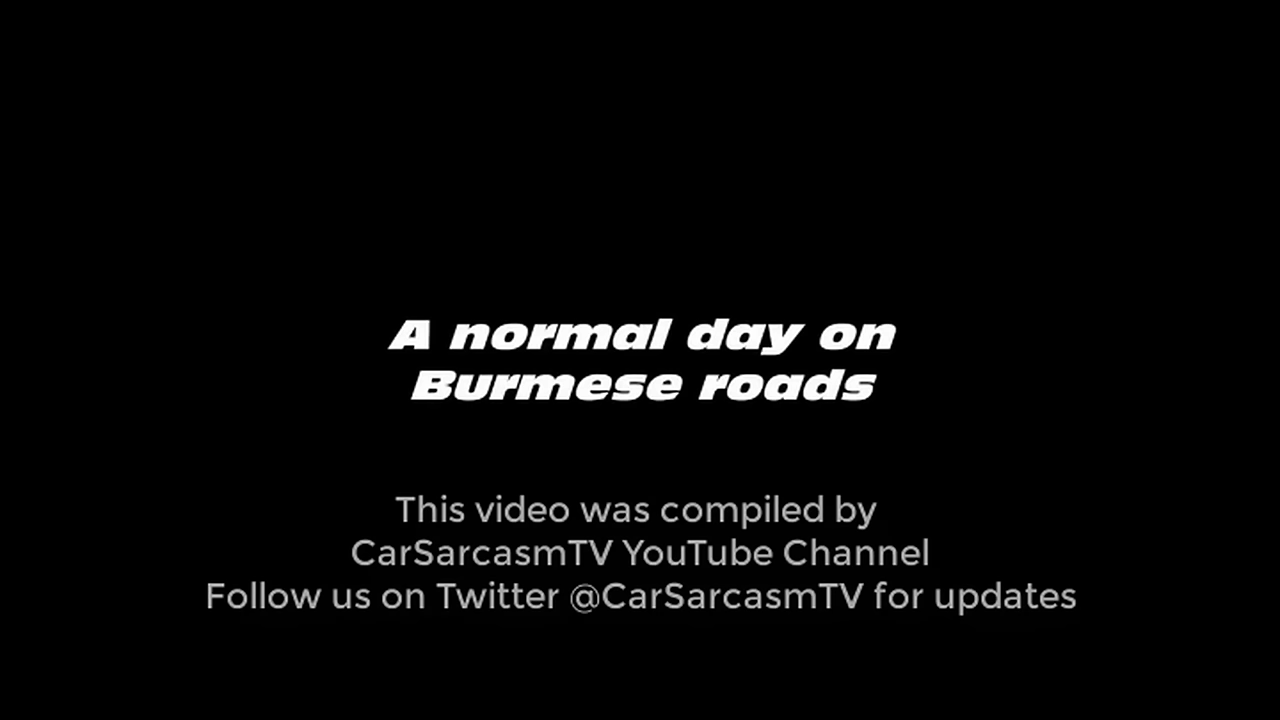 A normal day on
Burmese roads
This video was compiled by
CarSarcasmTV YouTube Channel
Follow us on Twitter @CarSarcasmTV for updates